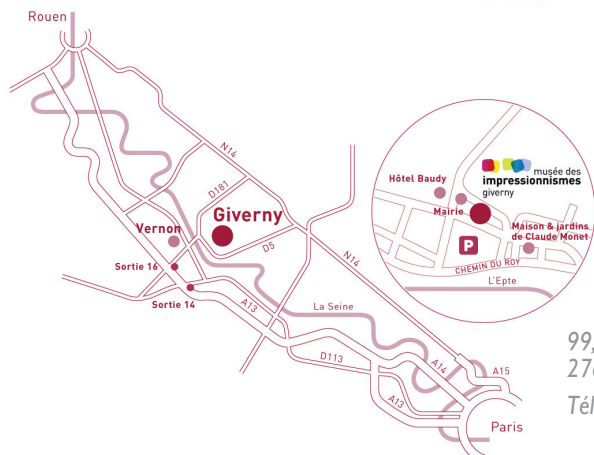 Rouen
N14
D181
Giverny
Vernon
D5
N14
Sortie 16
Sortie 14
A13
La Seine
D113
A14
A15
A13
Paris
musée des
impressionnismes
giverny
Hôtel Baudy
Mairie
Maison & jardins
de Claude Monet
P
CHEMIN DU ROY
L'Epte
99,
Tél